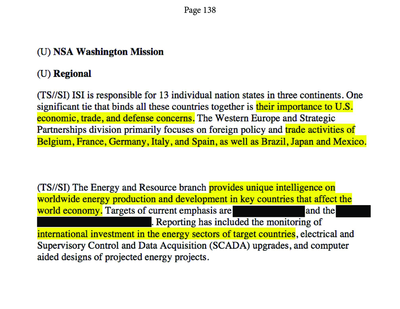 Page 138
(U) NSA Washington Mission
(U) Regional
(TS//SI) ISI is responsible for 13 individual nation states in three continents. One
significant tie that binds all these countries together is their importance to U.S.
economic, trade, and defense concerns. The Western Europe and Strategic
Partnerships division primarily focuses on foreign policy and trade activities of
Belgium, France, Germany, Italy, and Spain, as well as Brazil, Japan and Mexico.
(TS//SI) The Energy and Resource branch provides unique intelligence on
worldwide energy production and development in key countries that affect the
world economy. Targets of current emphasis are and the
. Reporting has included the monitoring of
international investment in the energy sectors of target countries, electrical and
Supervisory Control and Data Acquisition (SCADA) upgrades, and computer
aided designs of projected energy projects.